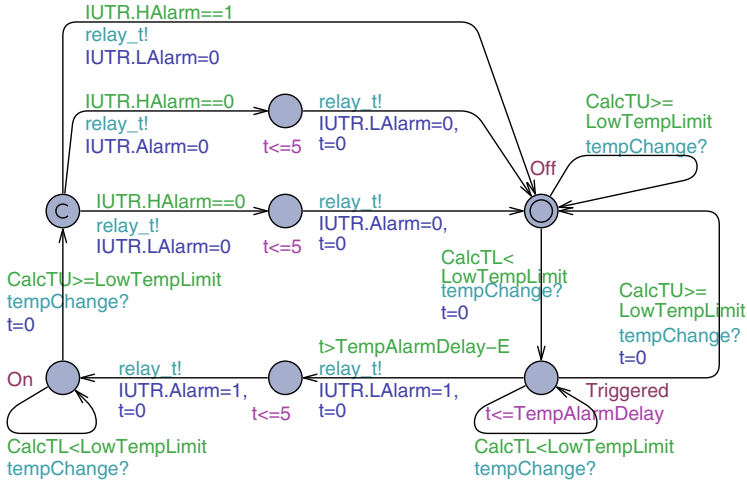 IUTR.HAlarm==1
relay_t!
IUTR.LAlarm=0
IUTR.HAlarm==0
relay_t!
IUTR.Alarm=0
t<=5
relay_t!
IUTR.LAlarm=0,
t=0
CalcTU>=
LowTempLimit
tempChange?
Off
C
IUTR.HAlarm==0
relay_t!
IUTR.LAlarm=0
t<=5
relay_t!
IUTR.Alarm=0,
t=0
CalcTU>=LowTempLimit
tempChange?
t=0
CalcTL<
LowTempLimit
tempChange?
t=0
CalcTU>=
LowTempLimit
tempChange?
t=0
On
relay_t!
IUTR.Alarm=1,
t=0
t<=5
t>TempAlarmDelay−E
relay_t!
IUTR.LAlarm=1,
t=0
Triggered
t<=TempAlarmDelay
CalcTL<LowTempLimit
tempChange?
CalcTL<LowTempLimit
tempChange?